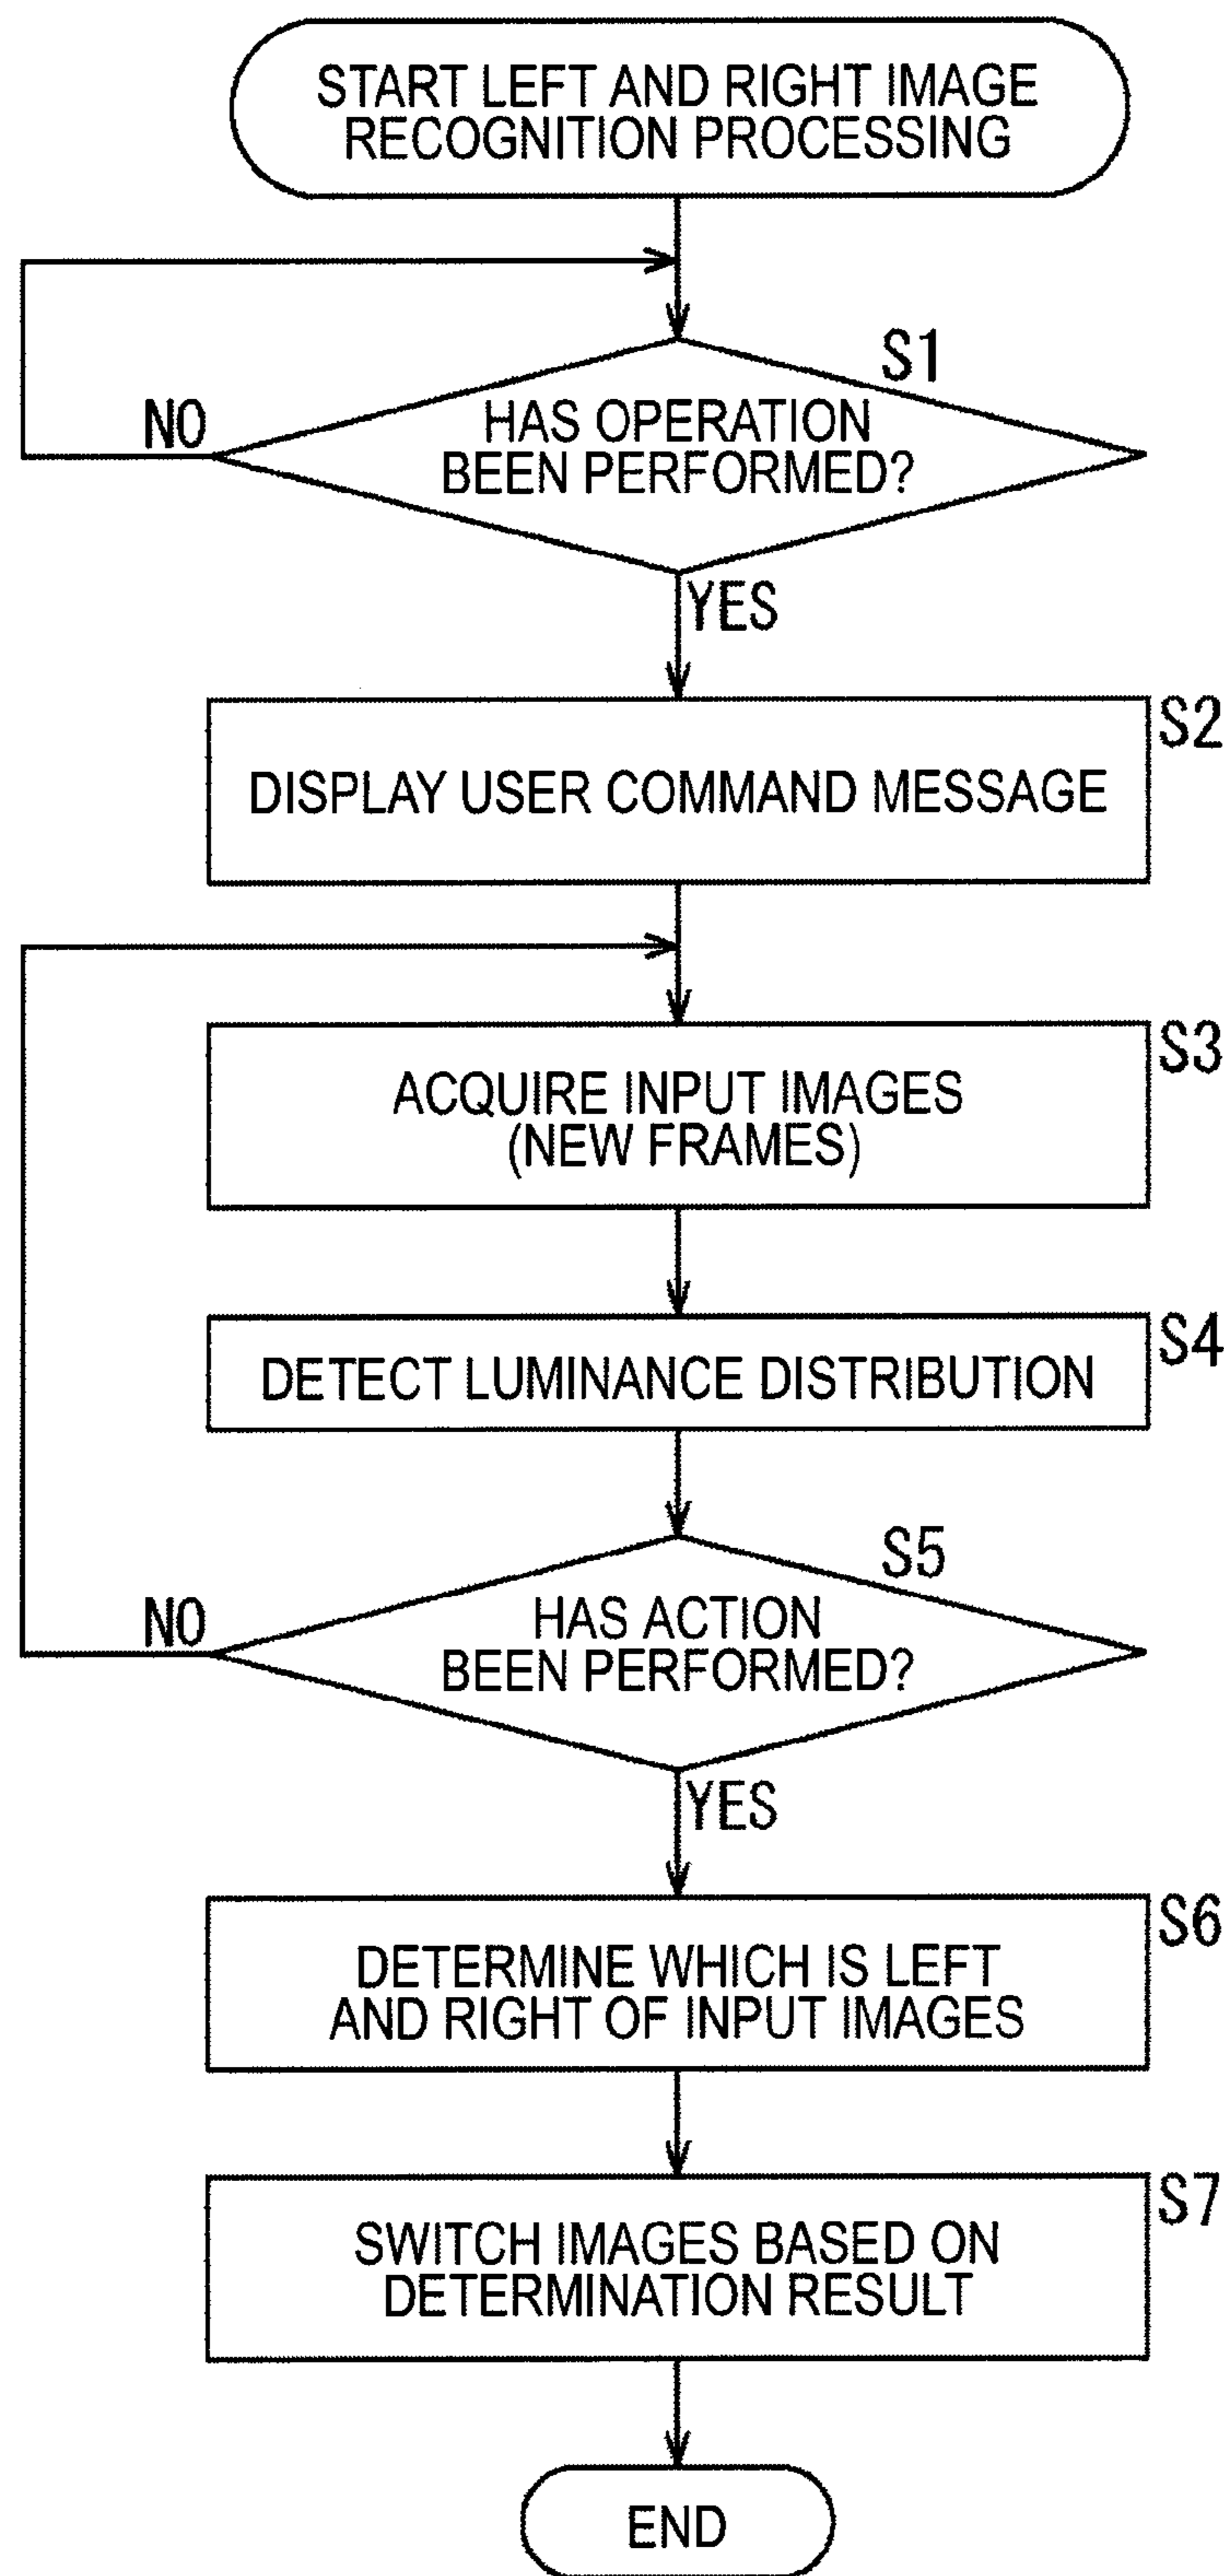 START LEFT AND RIGHT IMAGE
RECOGNITION PROCESSING
S1
HAS OPERATION
BEEN PERFORMED?
NO
YES
S2
DISPLAY USER COMMAND MESSAGE
S3
ACQUIRE INPUT IMAGES
(NEW FRAMES)
S4
DETECT LUMINANCE DISTRIBUTION
S5
HAS ACTION
BEEN PERFORMED?
NO
YES
S6
DETERMINE WHICH IS LEFT
AND RIGHT OF INPUT IMAGES
S7
SWITCH IMAGES BASED ON
DETERMINATION RESULT
END